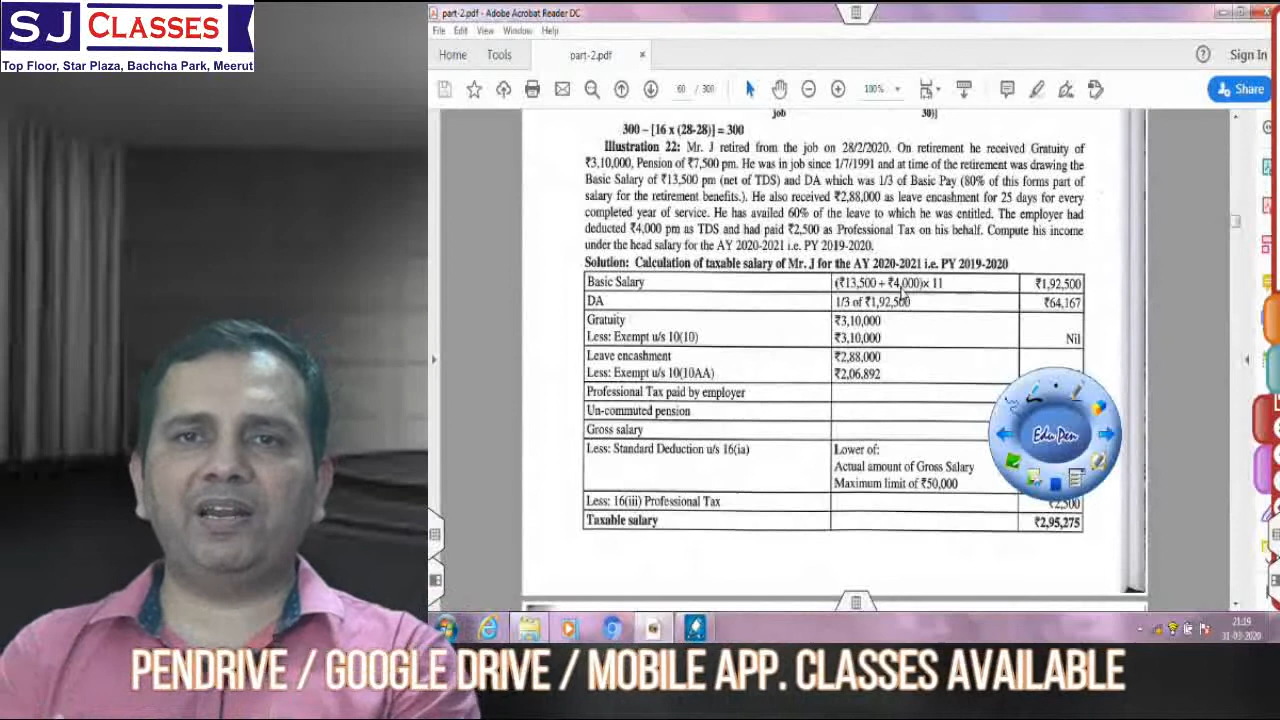 SJ CLASSES
Top Floor, Star Plaza, Bachcha Park, Meerut
part-2.pdf - Adobe Acrobat Reader DC
File Edit View Window Help
Home Tools part-2.pdf × Sign In
60 / 300 100% Share
job 30)]
300 – [16 x (28-28)] = 300
Illustration 22: Mr. J retired from the job on 28/2/2020. On retirement he received Gratuity of
₹3,10,000, Pension of ₹7,500 pm. He was in job since 1/7/1991 and at time of the retirement was drawing the
Basic Salary of ₹13,500 pm (net of TDS) and DA which was 1/3 of Basic Pay (80% of this forms part of
salary for the retirement benefits.). He also received ₹2,88,000 as leave encashment for 25 days for every
completed year of service. He has availed 60% of the leave to which he was entitled. The employer had
deducted ₹4,000 pm as TDS and had paid ₹2,500 as Professional Tax on his behalf. Compute his income
under the head salary for the AY 2020-2021 i.e. PY 2019-2020.
Solution: Calculation of taxable salary of Mr. J for the AY 2020-2021 i.e. PY 2019-2020
Basic Salary (₹13,500 + ₹4,000)× 11 ₹1,92,500
DA 1/3 of ₹1,92,500 ₹64,167
Gratuity ₹3,10,000
Less: Exempt u/s 10(10) ₹3,10,000 Nil
Leave encashment ₹2,88,000
Less: Exempt u/s 10(10AA) ₹2,06,892
Professional Tax paid by employer
Un-commuted pension
Gross salary
Less: Standard Deduction u/s 16(ia) Lower of:
Actual amount of Gross Salary
Maximum limit of ₹50,000
Less: 16(iii) Professional Tax ₹2,500
Taxable salary ₹2,95,275
Edu Pen
21:19
31-03-2020
PENDRIVE / GOOGLE DRIVE / MOBILE APP. CLASSES AVAILABLE